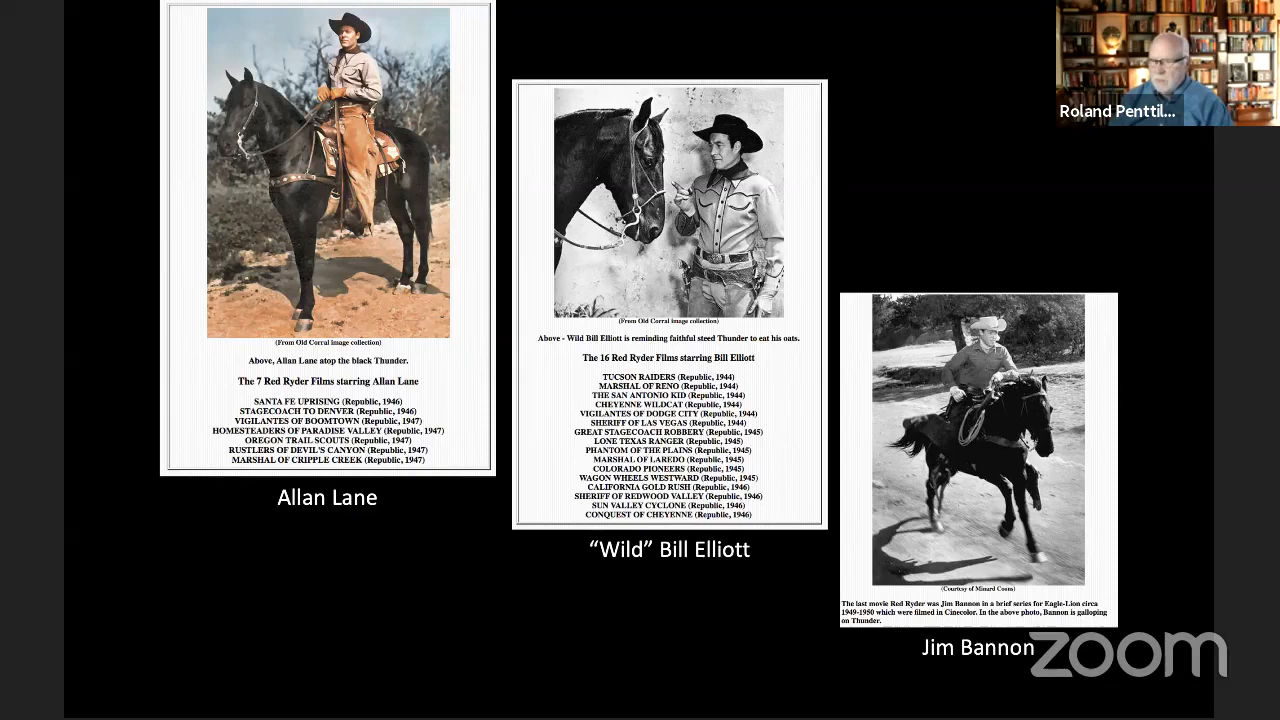 (From Old Corral image collection)
Above, Allan Lane atop the black Thunder.
The 7 Red Ryder Films starring Allan Lane
SANTA FE UPRISING (Republic, 1946)
STAGECOACH TO DENVER (Republic, 1946)
VIGILANTES OF BOOMTOWN (Republic, 1947)
HOMESTEADERS OF PARADISE VALLEY (Republic, 1947)
OREGON TRAIL SCOUTS (Republic, 1947)
RUSTLERS OF DEVIL'S CANYON (Republic, 1947)
MARSHAL OF CRIPPLE CREEK (Republic, 1947)
Allan Lane
(From Old Corral image collection)
Above - Wild Bill Elliott is reminding faithful steed Thunder to eat his oats.
The 16 Red Ryder Films starring Bill Elliott
TUCSON RAIDERS (Republic, 1944)
MARSHAL OF RENO (Republic, 1944)
THE SAN ANTONIO KID (Republic, 1944)
CHEYENNE WILDCAT (Republic, 1944)
VIGILANTES OF DODGE CITY (Republic, 1944)
SHERIFF OF LAS VEGAS (Republic, 1944)
GREAT STAGECOACH ROBBERY (Republic, 1945)
LONE TEXAS RANGER (Republic, 1945)
PHANTOM OF THE PLAINS (Republic, 1945)
MARSHAL OF LAREDO (Republic, 1945)
COLORADO PIONEERS (Republic, 1945)
WAGON WHEELS WESTWARD (Republic, 1945)
CALIFORNIA GOLD RUSH (Republic, 1946)
SHERIFF OF REDWOOD VALLEY (Republic, 1946)
SUN VALLEY CYCLONE (Republic, 1946)
CONQUEST OF CHEYENNE (Republic, 1946)
“Wild” Bill Elliott
(Courtesy of Minard Coons)
The last movie Red Ryder was Jim Bannon in a brief series for Eagle-Lion circa
1949-1950 which were filmed in Cinecolor. In the above photo, Bannon is galloping
on Thunder.
Jim Bannon
Roland Penttil...
zoom